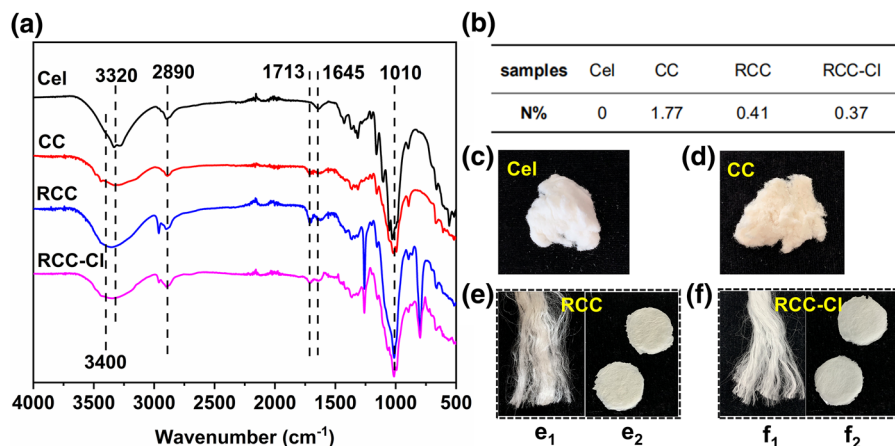 (a)
3320 2890 1713 1645 1010
Cel
CC
RCC
RCC-Cl
3400
4000 3500 3000 2500 2000 1500 1000 500
Wavenumber (cm⁻¹)
(b)
samples Cel CC RCC RCC-Cl
N% 0 1.77 0.41 0.37
(c) Cel
(d) CC
(e) RCC
e₁ e₂
(f) RCC-Cl
f₁ f₂